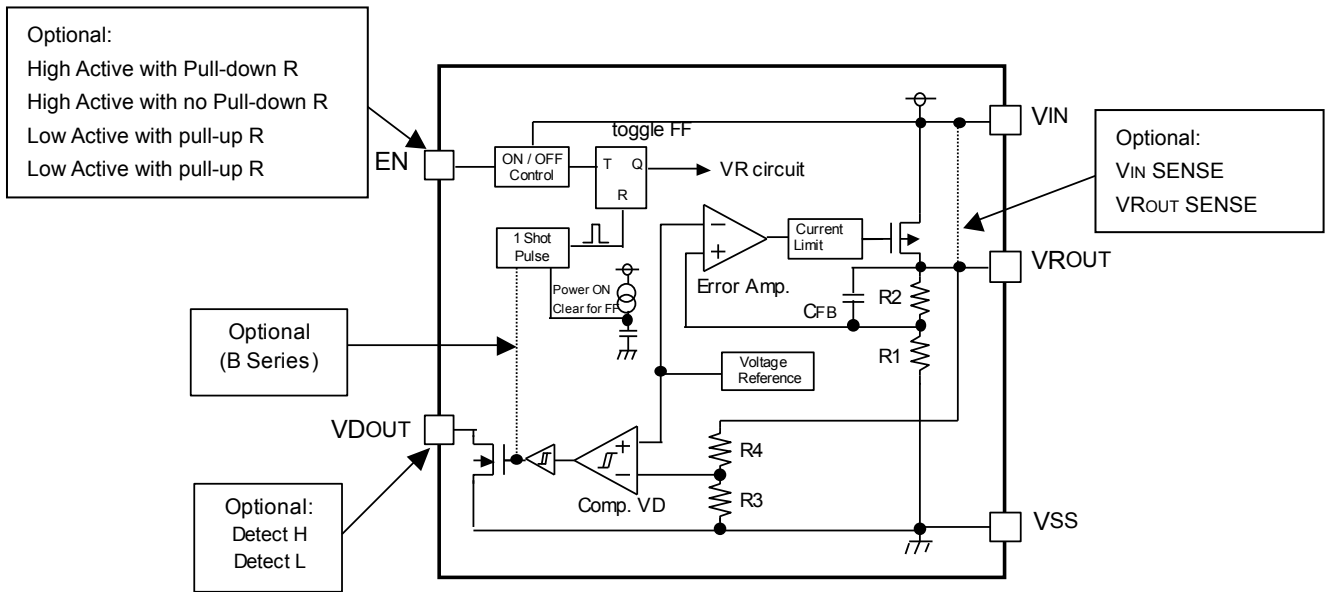 Optional:
High Active with Pull-down R
High Active with no Pull-down R
Low Active with pull-up R
Low Active with pull-up R
EN
ON / OFF
Control
toggle FF
T Q
R
VR circuit
1 Shot
Pulse
Power ON
Clear for FF
Error Amp.
Current
Limit
CFB
R2
R1
Voltage
Reference
VIN
Optional:
VIN SENSE
VROUT SENSE
VROUT
Optional
(B Series)
VDOUT
Comp. VD
R4
R3
VSS
Optional:
Detect H
Detect L